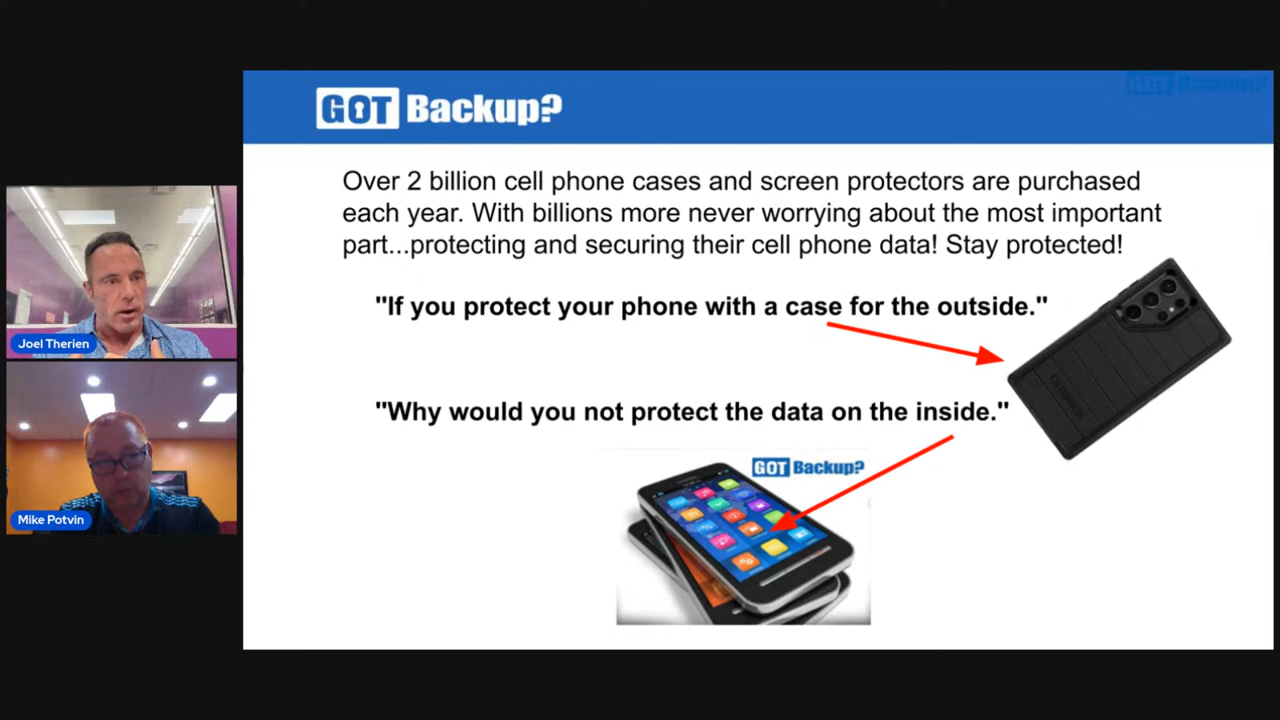 GOT Backup?
GOT Backup?
Over 2 billion cell phone cases and screen protectors are purchased
each year. With billions more never worrying about the most important
part...protecting and securing their cell phone data! Stay protected!
"If you protect your phone with a case for the outside."
"Why would you not protect the data on the inside."
GOT Backup?
Joel Therien
Mike Potvin